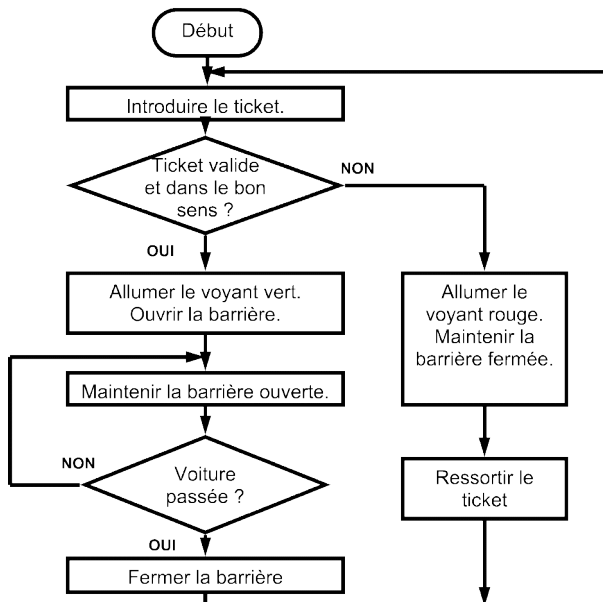 Début
Introduire le ticket.
Ticket valide
et dans le bon
sens ?
NON
OUI
Allumer le voyant vert.
Ouvrir la barrière.
Allumer le
voyant rouge.
Maintenir la
barrière fermée.
Maintenir la barrière ouverte.
NON
Voiture
passée ?
Ressortir le
ticket
OUI
Fermer la barrière